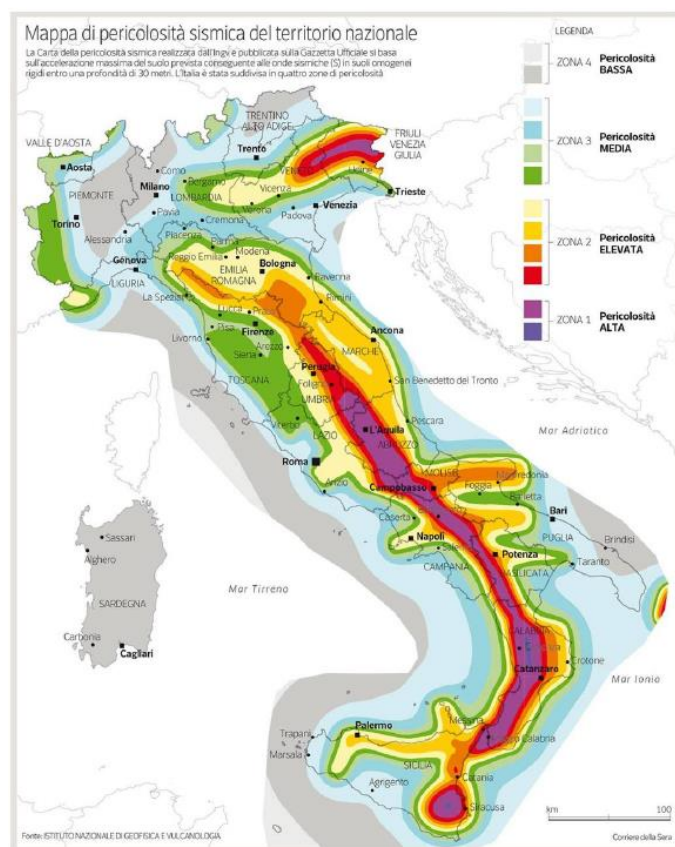 Mappa di pericolosità sismica del territorio nazionale
La Carta della pericolosità sismica realizzata dall'Ingv e pubblicata sulla Gazzetta Ufficiale si basa
sull'accelerazione massima del suolo prevista conseguente alle onde sismiche (S) in suoli omogenei
rigidi entro una profondità di 30 metri. L'Italia è stata suddivisa in quattro zone di pericolosità
LEGENDA
ZONA 4 Pericolosità
BASSA
ZONA 3 Pericolosità
MEDIA
ZONA 2 Pericolosità
ELEVATA
ZONA 1 Pericolosità
ALTA
TRENTINO
ALTO ADIGE
FRIULI
VENEZIA
GIULIA
VALLE D'AOSTA
Trento
Aosta
Como
Bergamo
VENETO
Udine
Trieste
PIEMONTE
Milano
LOMBARDIA
Vicenza
Verona
Padova
Venezia
Torino
Pavia
Cremona
Alessandria
Piacenza
Parma
Genova
Reggio Emilia
Modena
Bologna
EMILIA
ROMAGNA
Ravenna
LIGURIA
La Spezia
Rimini
Lucca
Prato
Pisa
Firenze
Ancona
Livorno
Arezzo
MARCHE
Siena
Perugia
TOSCANA
Foligno
UMBRIA
San Benedetto del Tronto
Viterbo
LAZIO
L'Aquila
Pescara
ABRUZZO
Mar Adriatico
Roma
Anzio
MOLISE
Campobasso
Manfredonia
Foggia
Barletta
Caserta
Bari
Napoli
PUGLIA
Brindisi
Potenza
Taranto
CAMPANIA
BASILICATA
Sassari
Alghero
SARDEGNA
Carbonia
Cagliari
Mar Tirreno
CALABRIA
Crotone
Catanzaro
Mar Ionio
Messina
Reggio Calabria
Palermo
Trapani
Marsala
SICILIA
Catania
Agrigento
Siracusa
km 100
Fonte: ISTITUTO NAZIONALE DI GEOFISICA E VULCANOLOGIA
Corriere della Sera